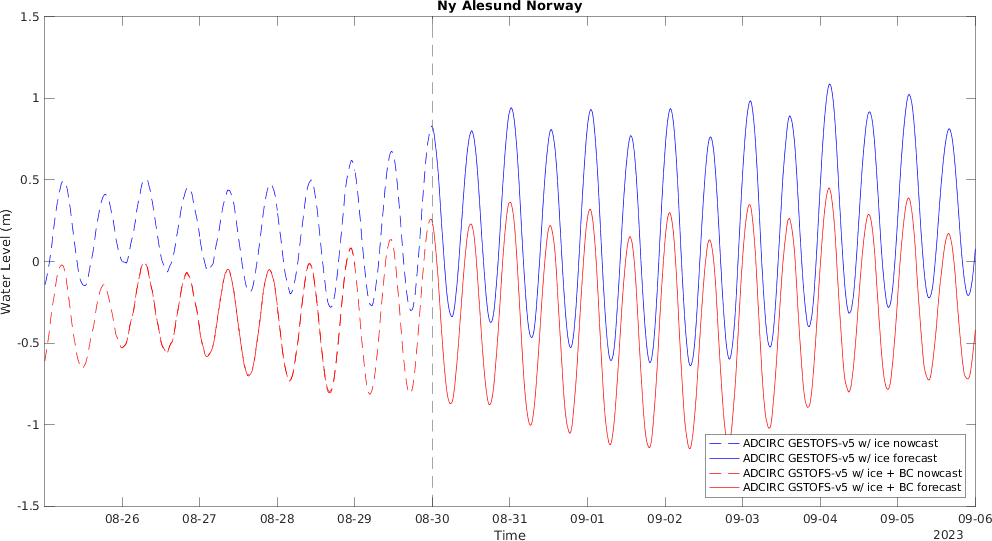 Ny Alesund Norway
1.5
1
0.5
0
-0.5
-1
-1.5
Water Level (m)
08-26 08-27 08-28 08-29 08-30 08-31 09-01 09-02 09-03 09-04 09-05 09-06
Time
2023
ADCIRC GESTOFS-v5 w/ ice nowcast
ADCIRC GESTOFS-v5 w/ ice forecast
ADCIRC GSTOFS-v5 w/ ice + BC nowcast
ADCIRC GSTOFS-v5 w/ ice + BC forecast